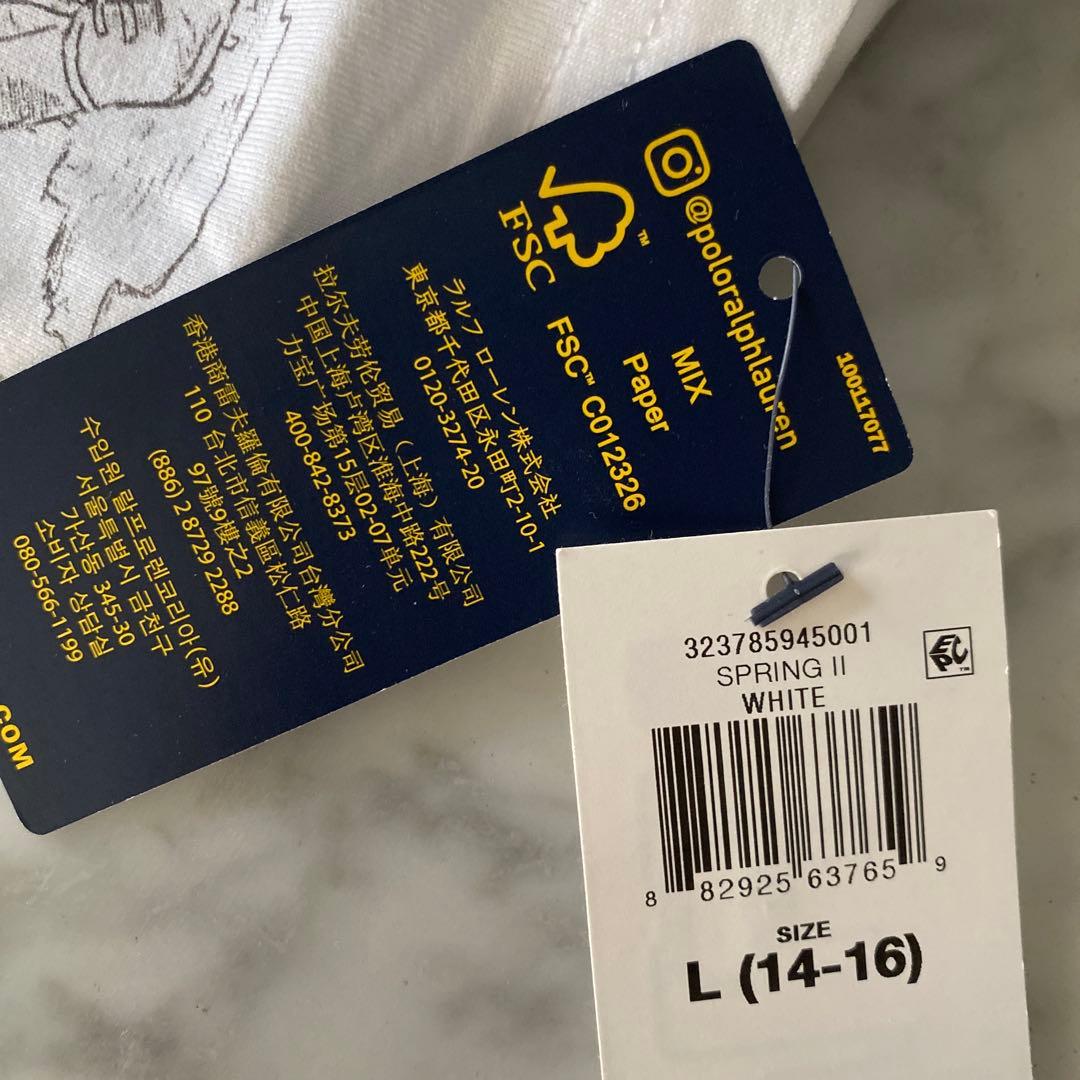 100117077
@poloralphlauren
MIX
Paper
FSC™ C012326
FSC
TM
ラルフ ローレン株式会社
東京都千代田区永田町2-10-1
0120-3274-20
拉尔夫劳伦贸易（上海）有限公司
中国上海卢湾区淮海中路222号
力宝广场第15层02-07单元
400-842-8373
香港商雷夫羅倫有限公司台灣分公司
110 台北市信義區松仁路
97號9樓之2
(886) 2 8729 2288
수입원 랄프로렌코리아(유)
서울특별시 금천구
가산동 345-30
소비자 상담실
080-566-1199
.COM
323785945001
SPRING II
WHITE
EPC
TM
8 82925 63765 9
SIZE
L (14-16)